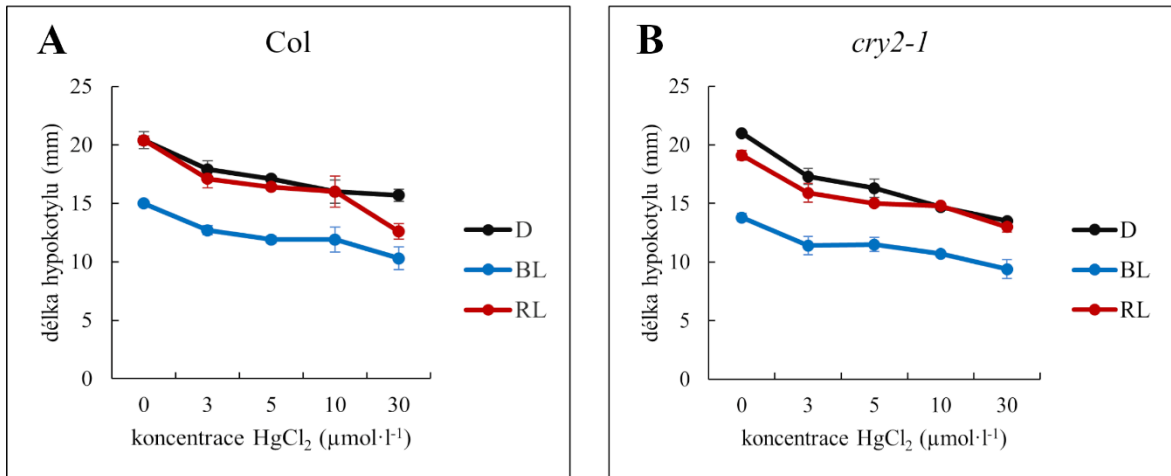 A
Col
délka hypokotylu (mm)
25
20
15
10
5
0
0 3 5 10 30
koncentrace HgCl₂ (µmol·l⁻¹)
D
BL
RL
B
cry2-1
délka hypokotylu (mm)
25
20
15
10
5
0
0 3 5 10 30
koncentrace HgCl₂ (µmol·l⁻¹)
D
BL
RL